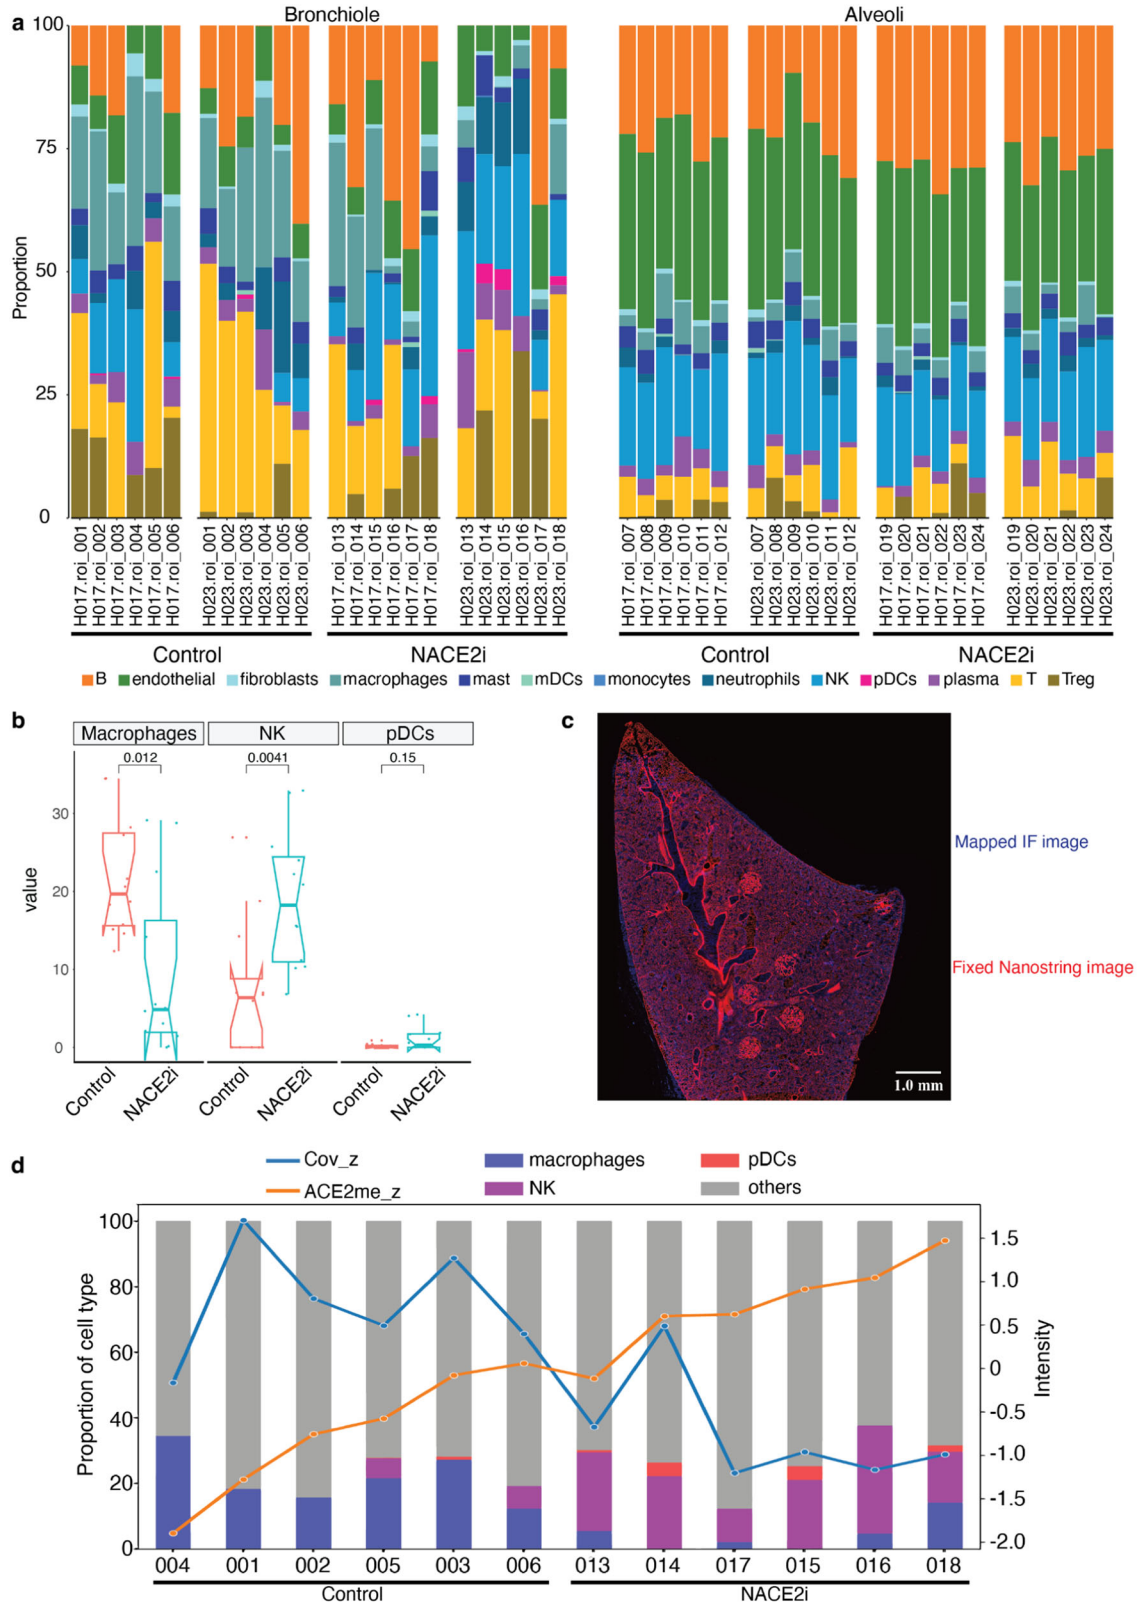 a
Bronchiole
Alveoli
100
75
50
25
0
Proportion
H017.roi_001
H017.roi_002
H017.roi_003
H017.roi_004
H017.roi_005
H017.roi_006
H023.roi_001
H023.roi_002
H023.roi_003
H023.roi_004
H023.roi_005
H023.roi_006
H017.roi_013
H017.roi_014
H017.roi_015
H017.roi_016
H017.roi_017
H017.roi_018
H023.roi_013
H023.roi_014
H023.roi_015
H023.roi_016
H023.roi_017
H023.roi_018
H017.roi_007
H017.roi_008
H017.roi_009
H017.roi_010
H017.roi_011
H017.roi_012
H023.roi_007
H023.roi_008
H023.roi_009
H023.roi_010
H023.roi_011
H023.roi_012
H017.roi_019
H017.roi_020
H017.roi_021
H017.roi_022
H017.roi_023
H017.roi_024
H023.roi_019
H023.roi_020
H023.roi_021
H023.roi_022
H023.roi_023
H023.roi_024
Control NACE2i Control NACE2i
B endothelial fibroblasts macrophages mast mDCs monocytes neutrophils NK pDCs plasma T Treg
b
Macrophages NK pDCs
0.012 0.0041 0.15
30
20
10
0
value
Control NACE2i Control NACE2i Control NACE2i
c
Mapped IF image
Fixed Nanostring image
1.0 mm
d
Cov_z macrophages pDCs
ACE2me_z NK others
100
80
60
40
20
0
Proportion of cell type
1.5
1.0
0.5
0
-0.5
-1.0
-1.5
-2.0
Intensity
004 001 002 005 003 006 013 014 017 015 016 018
Control NACE2i